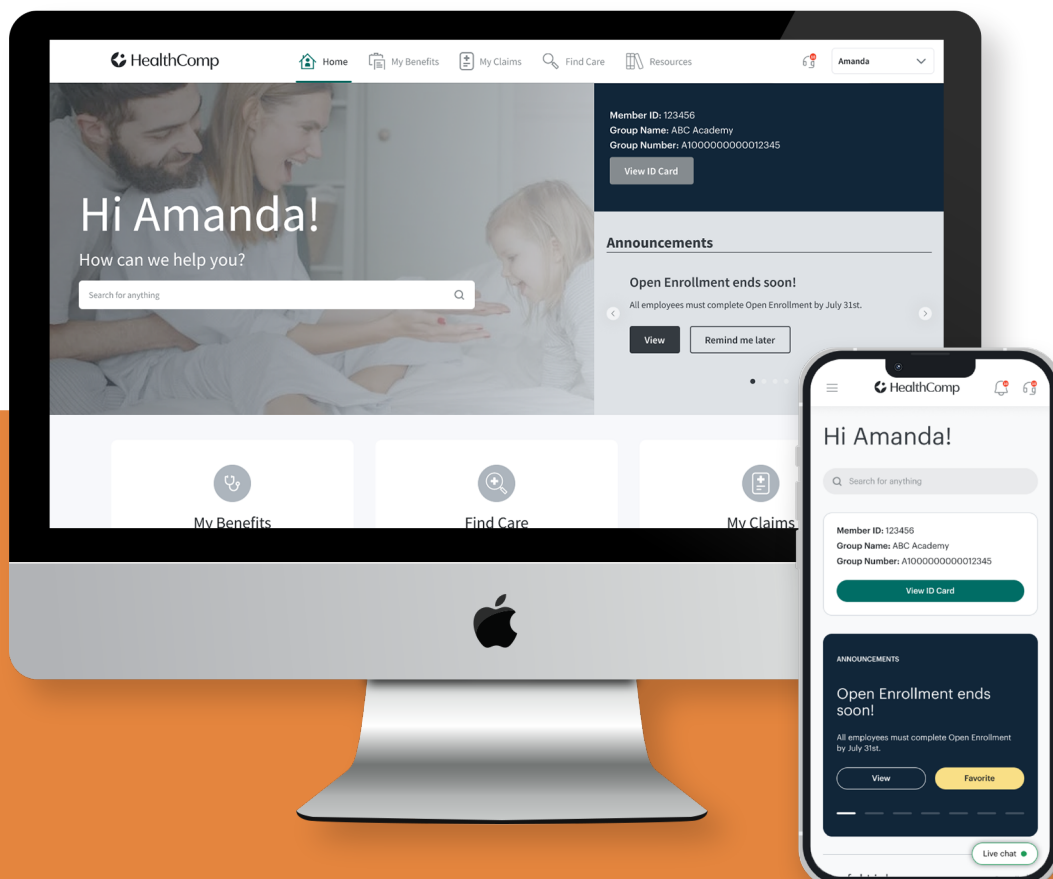 HealthComp
Home
My Benefits
My Claims
Find Care
Resources
Amanda
Hi Amanda!
How can we help you?
Search for anything
Member ID: 123456
Group Name: ABC Academy
Group Number: A1000000000012345
View ID Card
Announcements
Open Enrollment ends soon!
All employees must complete Open Enrollment by July 31st.
View
Remind me later
My Benefits
Find Care
My Claims
HealthComp
Hi Amanda!
Search for anything
Member ID: 123456
Group Name: ABC Academy
Group Number: A1000000000012345
View ID Card
ANNOUNCEMENTS
Open Enrollment ends
soon!
All employees must complete Open Enrollment
by July 31st.
View
Favorite
Live chat